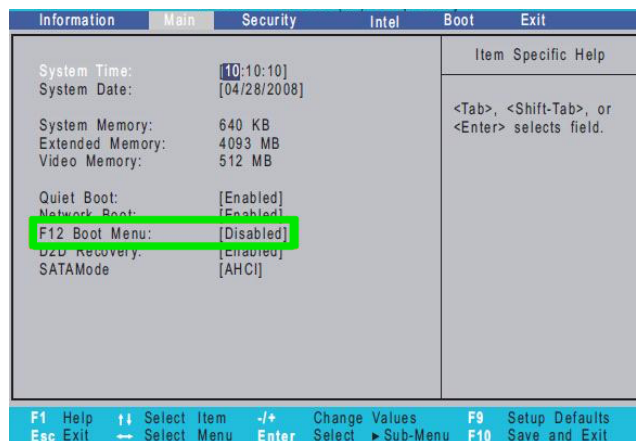 Information Main Security Intel Boot Exit
Item Specific Help
System Time: [10:10:10]
System Date: [04/28/2008]
<Tab>, <Shift-Tab>, or
<Enter> selects field.
System Memory: 640 KB
Extended Memory: 4093 MB
Video Memory: 512 MB
Quiet Boot: [Enabled]
Network Boot: [Enabled]
F12 Boot Menu: [Disabled]
D2D Recovery: [Enabled]
SATAMode [AHCI]
F1 Help ↑↓ Select Item -/+ Change Values F9 Setup Defaults
Esc Exit ↔ Select Menu Enter Select ►Sub-Menu F10 Save and Exit